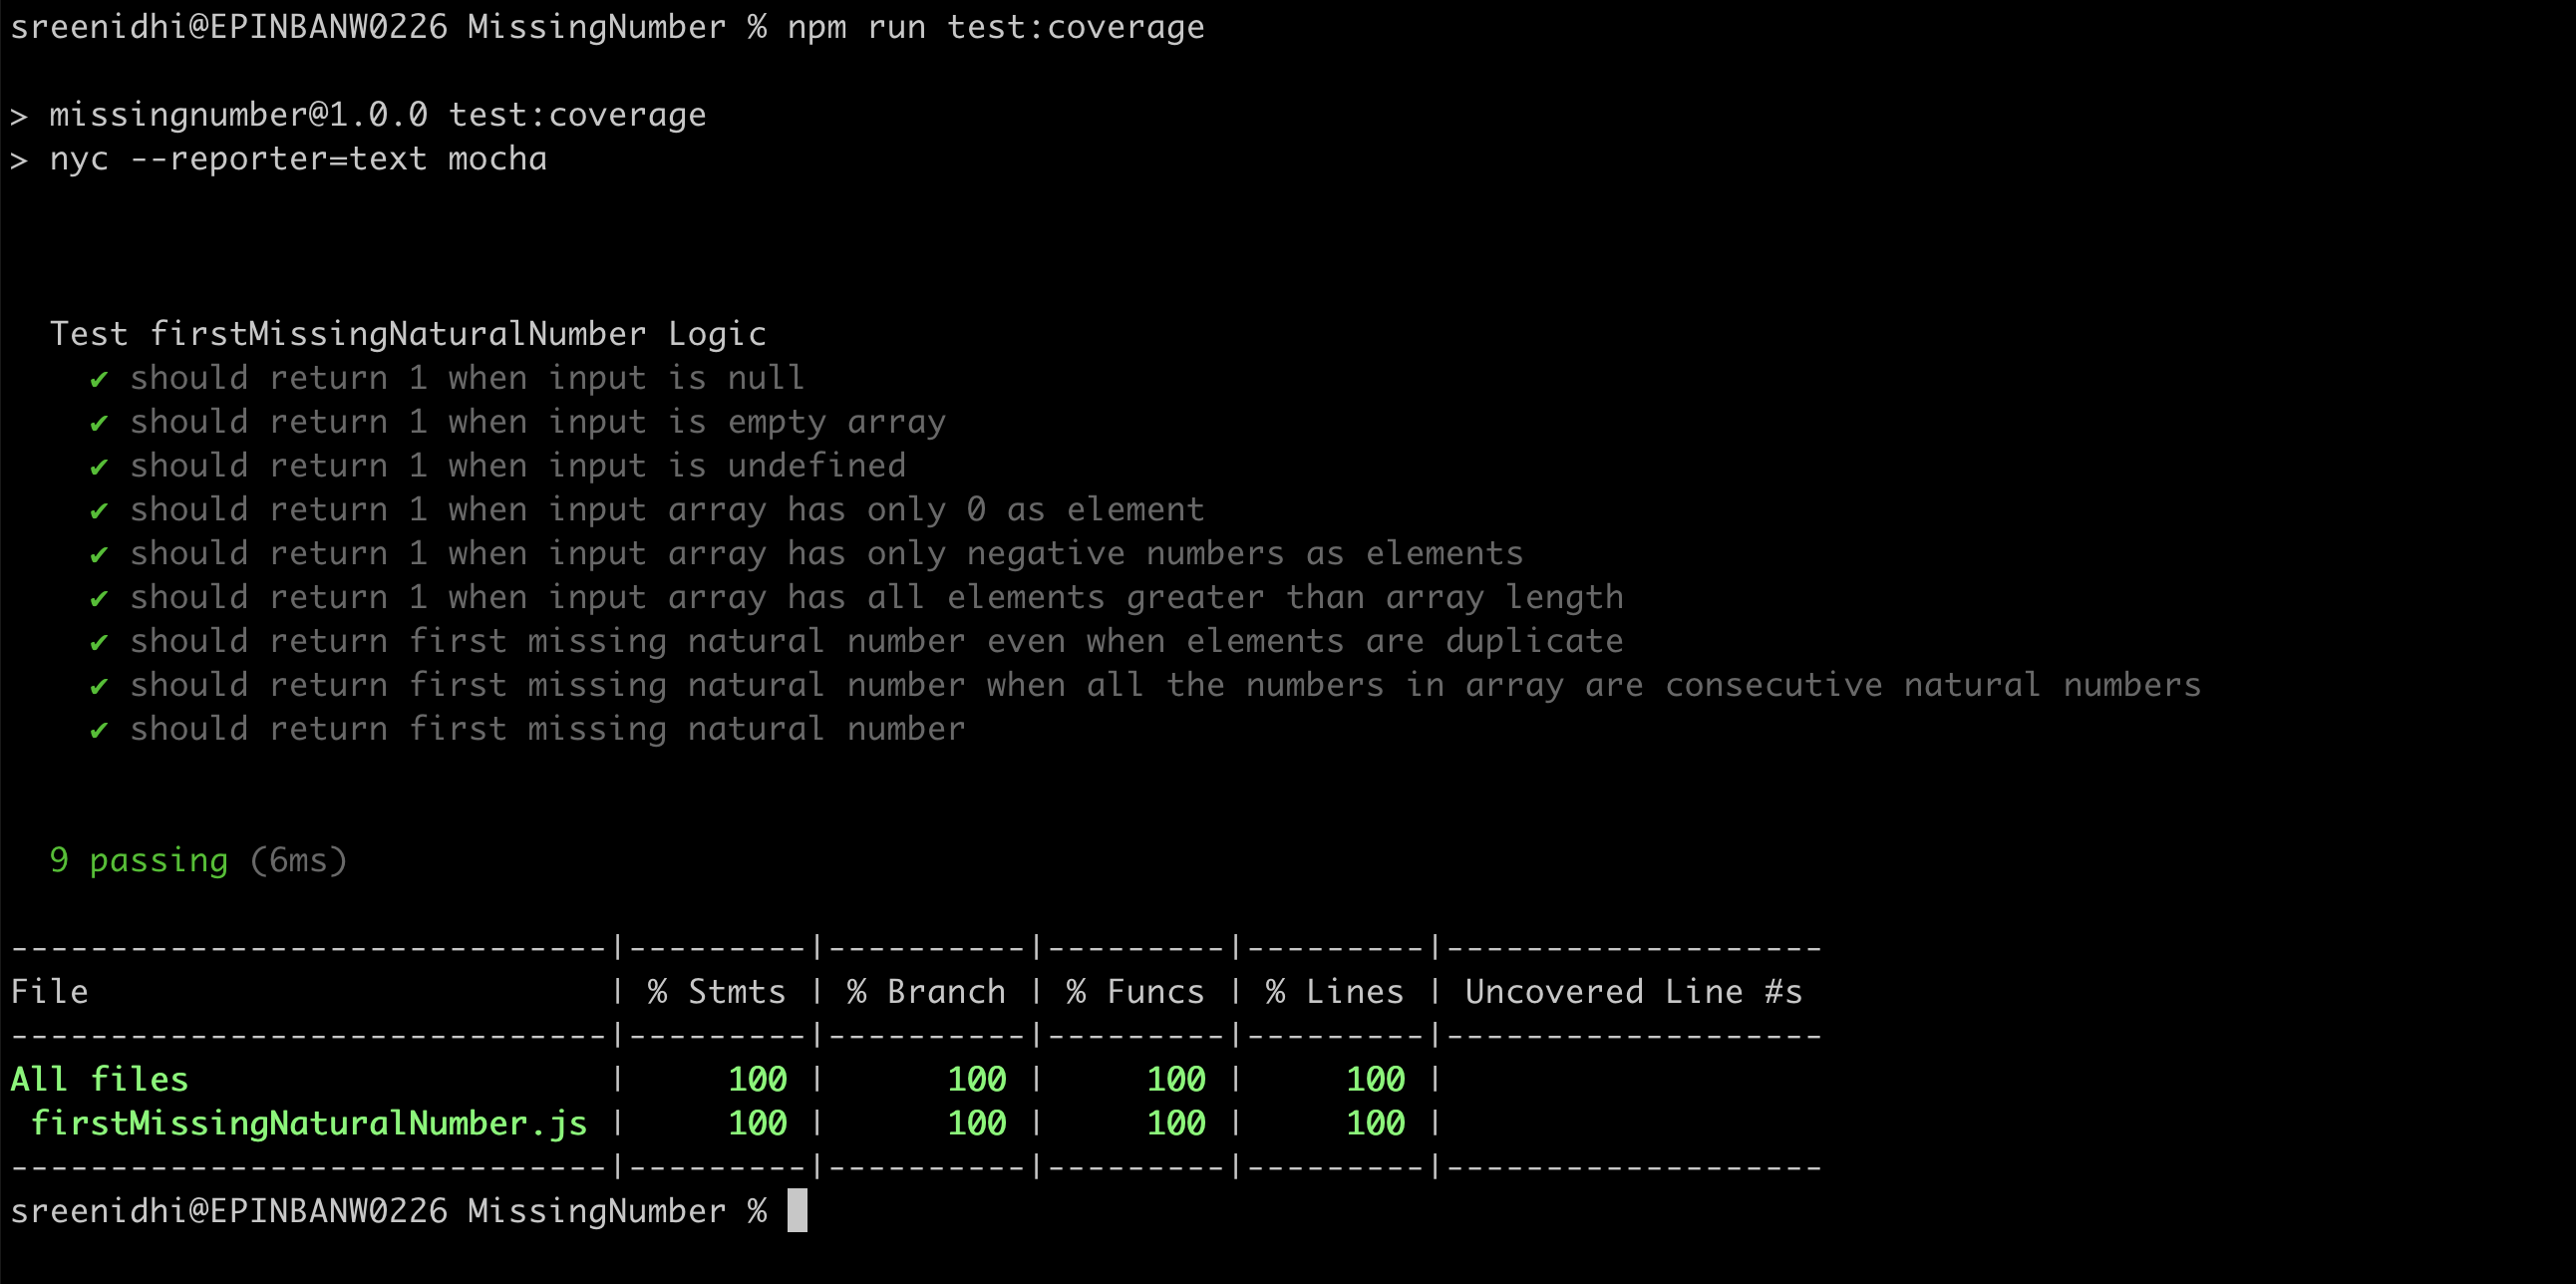 sreenidhi@EPINBANW0226 MissingNumber % npm run test:coverage
> missingnumber@1.0.0 test:coverage
> nyc --reporter=text mocha
Test firstMissingNaturalNumber Logic
✔ should return 1 when input is null
✔ should return 1 when input is empty array
✔ should return 1 when input is undefined
✔ should return 1 when input array has only 0 as element
✔ should return 1 when input array has only negative numbers as elements
✔ should return 1 when input array has all elements greater than array length
✔ should return first missing natural number even when elements are duplicate
✔ should return first missing natural number when all the numbers in array are consecutive natural numbers
✔ should return first missing natural number
9 passing (6ms)
------------------------------|---------|----------|---------|---------|-------------------
File                          | % Stmts | % Branch | % Funcs | % Lines | Uncovered Line #s
------------------------------|---------|----------|---------|---------|-------------------
All files                     |     100 |      100 |     100 |     100 |
 firstMissingNaturalNumber.js |     100 |      100 |     100 |     100 |
------------------------------|---------|----------|---------|---------|-------------------
sreenidhi@EPINBANW0226 MissingNumber %